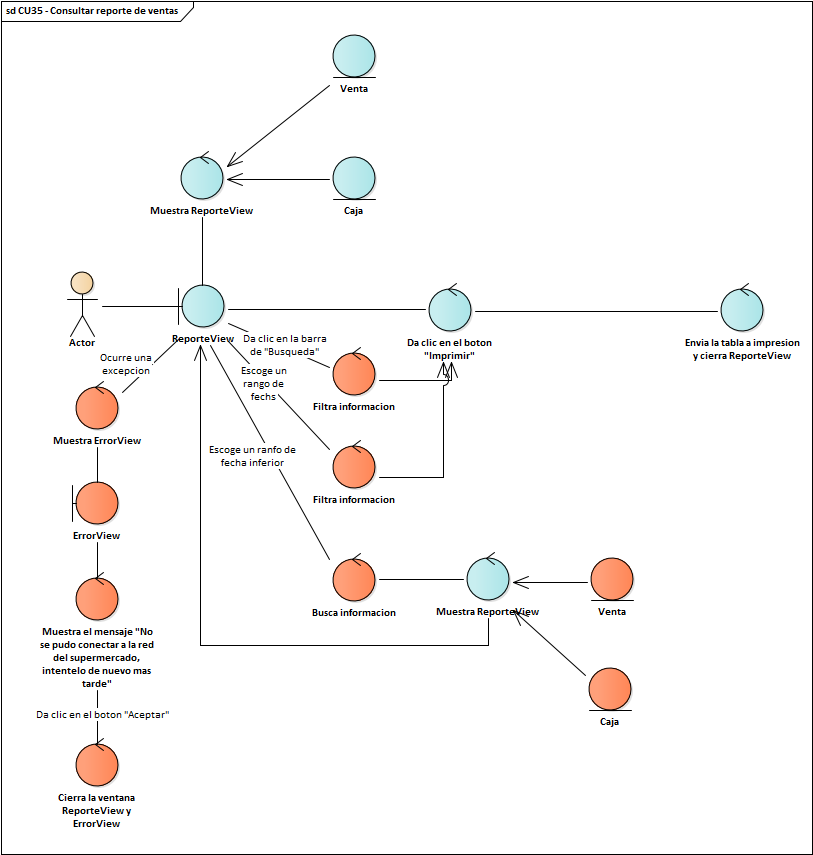 sd CU35 - Consultar reporte de ventas
Venta
Muestra ReporteView
Caja
Actor
ReporteView
Da clic en la barra
de "Busqueda"
Da clic en el boton
"Imprimir"
Envia la tabla a impresion
y cierra ReporteView
Ocurre una
excepcion
Escoge un
rango de
fechs
Filtra informacion
Muestra ErrorView
Escoge un ranfo de
fecha inferior
Filtra informacion
ErrorView
Busca informacion
Muestra ReporteView
Venta
Muestra el mensaje "No
se pudo conectar a la red
del supermercado,
intentelo de nuevo mas
tarde"
Caja
Da clic en el boton "Aceptar"
Cierra la ventana
ReporteView y
ErrorView